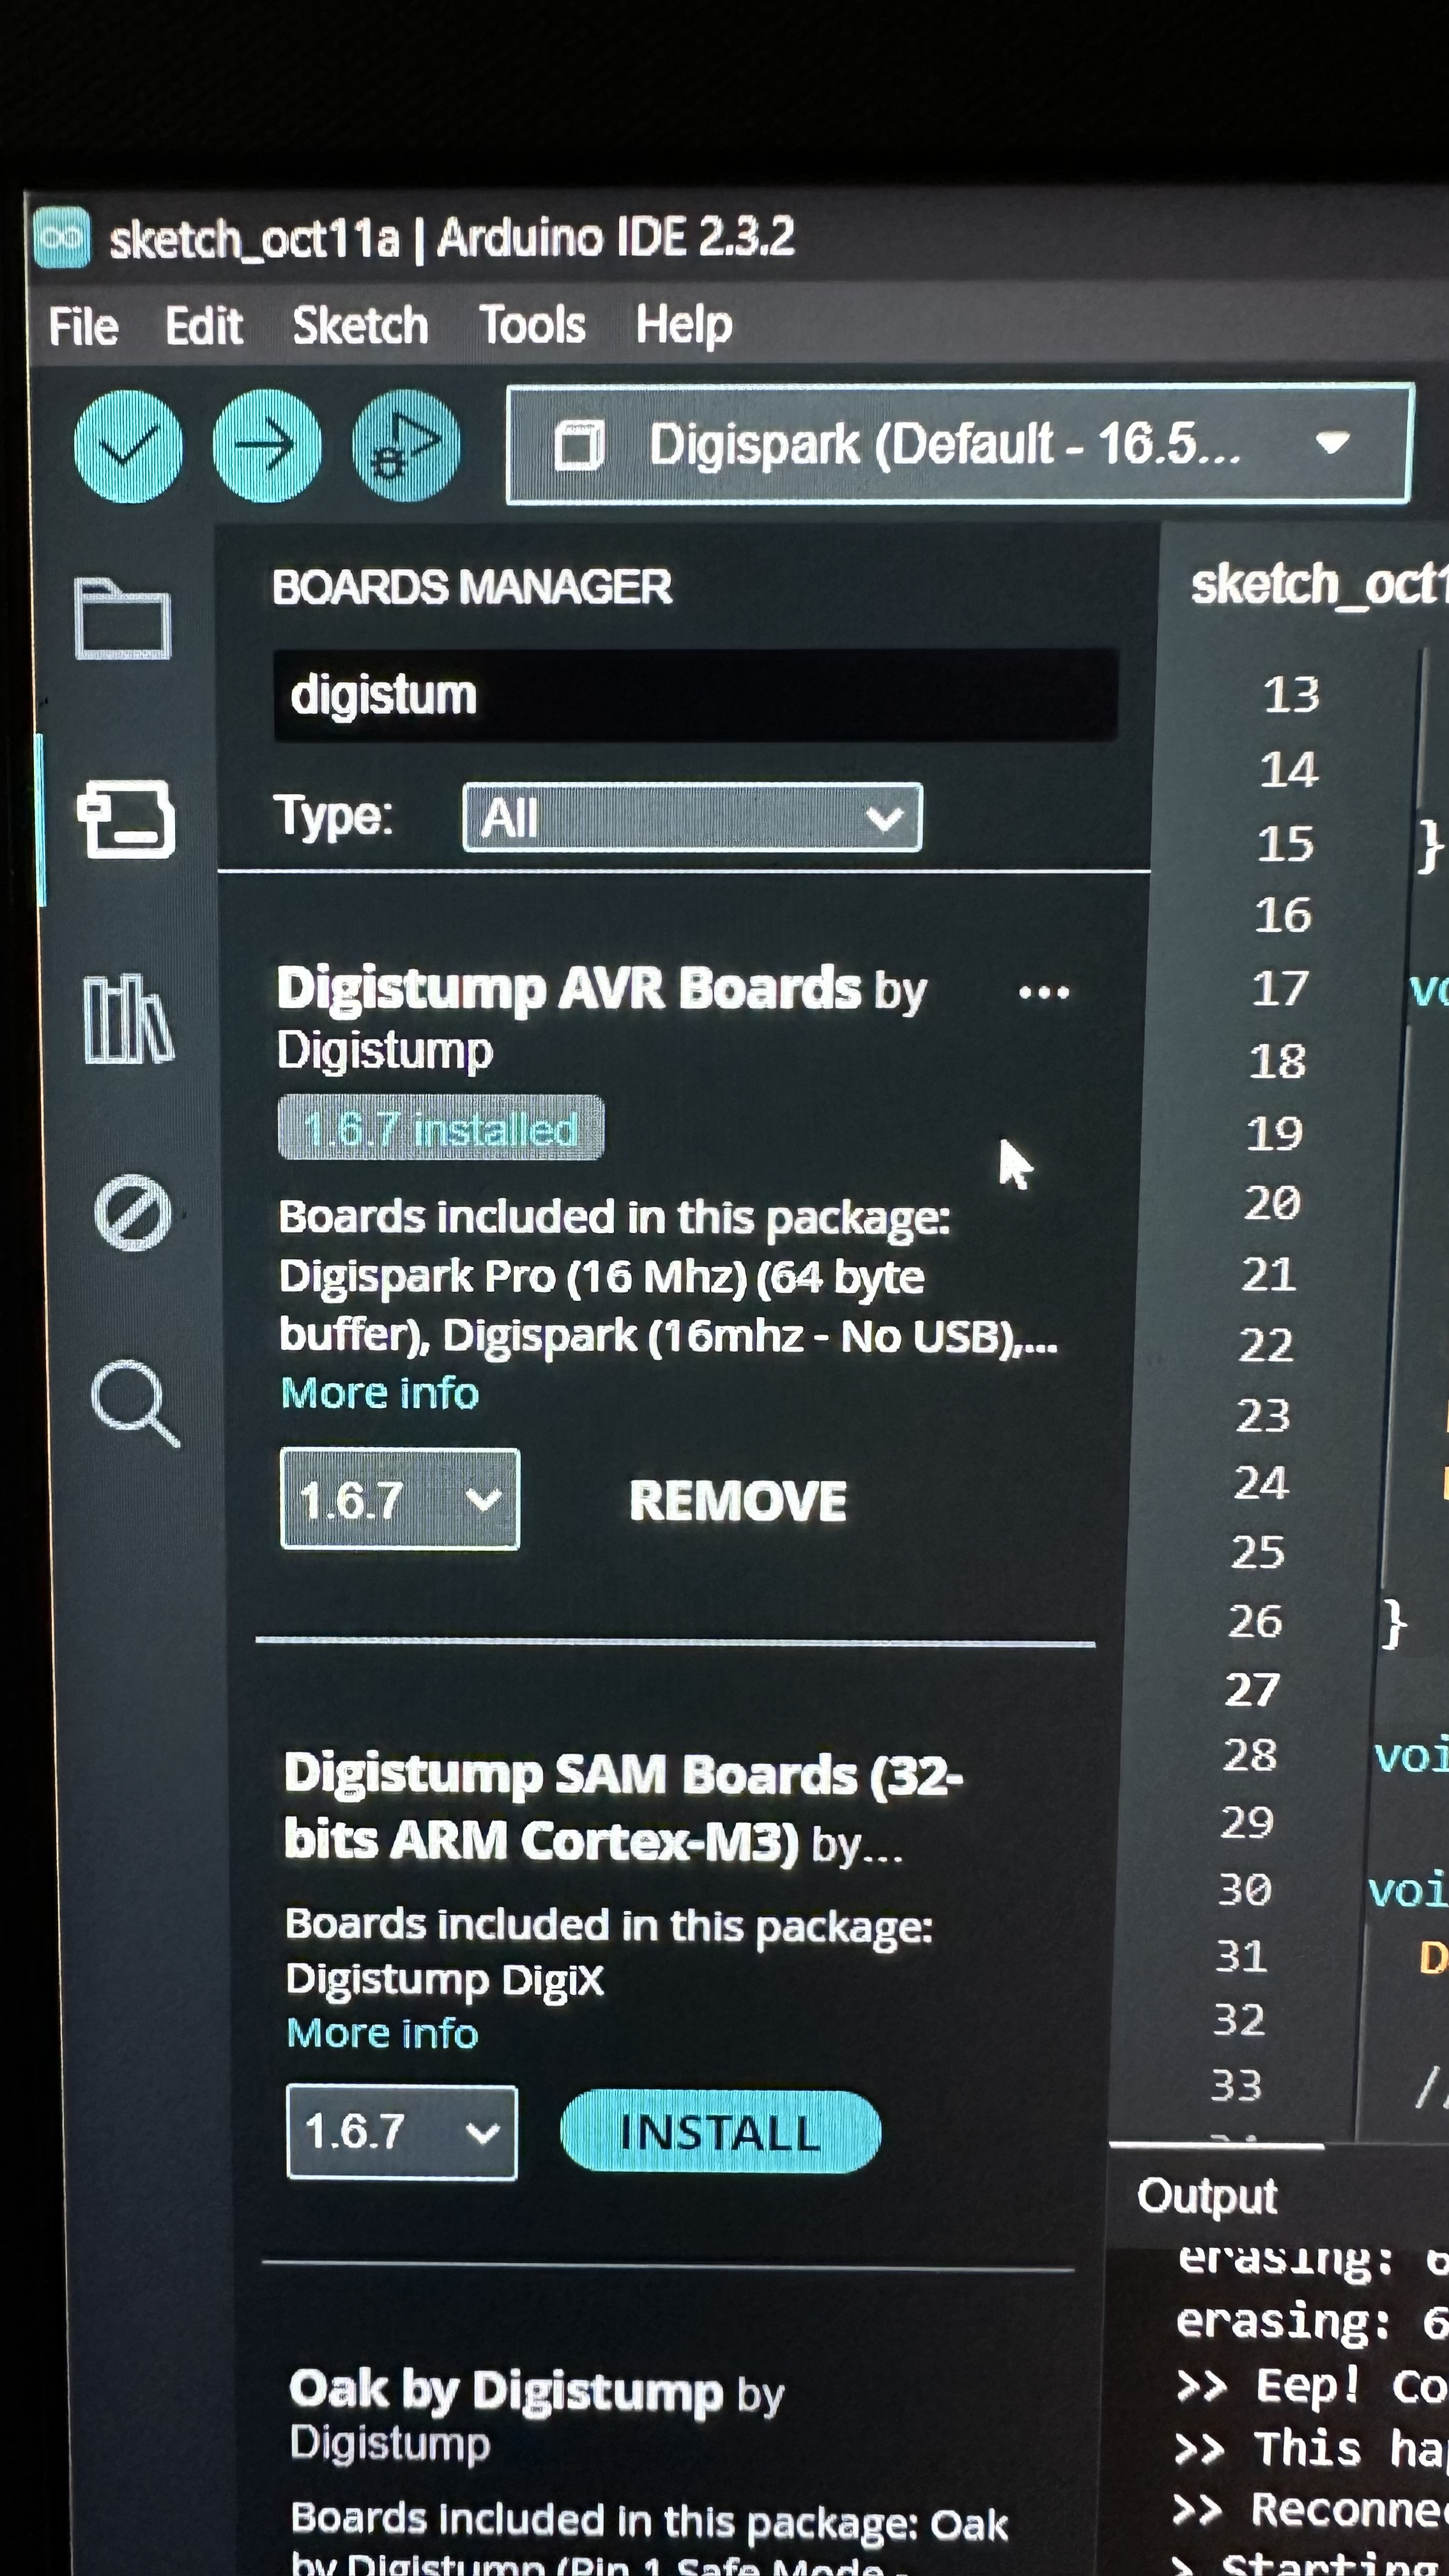 sketch_oct11a | Arduino IDE 2.3.2
File Edit Sketch Tools Help
Digispark (Default - 16.5...
BOARDS MANAGER
digistum
Type: All
Digistump AVR Boards by
Digistump
1.6.7 installed
Boards included in this package:
Digispark Pro (16 Mhz) (64 byte
buffer), Digispark (16mhz - No USB),...
More info
1.6.7 REMOVE
Digistump SAM Boards (32-
bits ARM Cortex-M3) by...
Boards included in this package:
Digistump DigiX
More info
1.6.7 INSTALL
Oak by Digistump by
Digistump
Boards included in this package: Oak
by Digistump (Pin 1 Safe Mode -
sketch_oct1
13
14
15 }
16
17 vo
18
19
20
21
22
23
24
25
26 }
27
28 voi
29
30 voi
31 D
32
33 //
Output
erasing: 6
erasing: 6
>> Eep! Co
>> This hap
>> Reconnec
> Starting